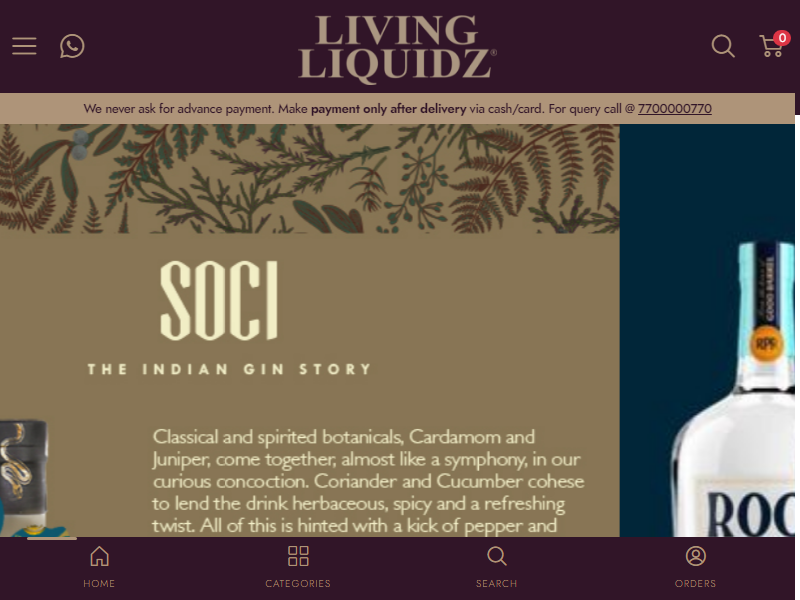 LIVING
LIQUIDZ®
0
We never ask for advance payment. Make payment only after delivery via cash/card. For query call @ 7700000770
SOCI
THE INDIAN GIN STORY
Classical and spirited botanicals, Cardamom and
Juniper, come together, almost like a symphony, in our
curious concoction. Coriander and Cucumber cohese
to lend the drink herbaceous, spicy and a refreshing
twist. All of this is hinted with a kick of pepper and
GOOD BARREL
RPR
ROC
HOME
CATEGORIES
SEARCH
ORDERS